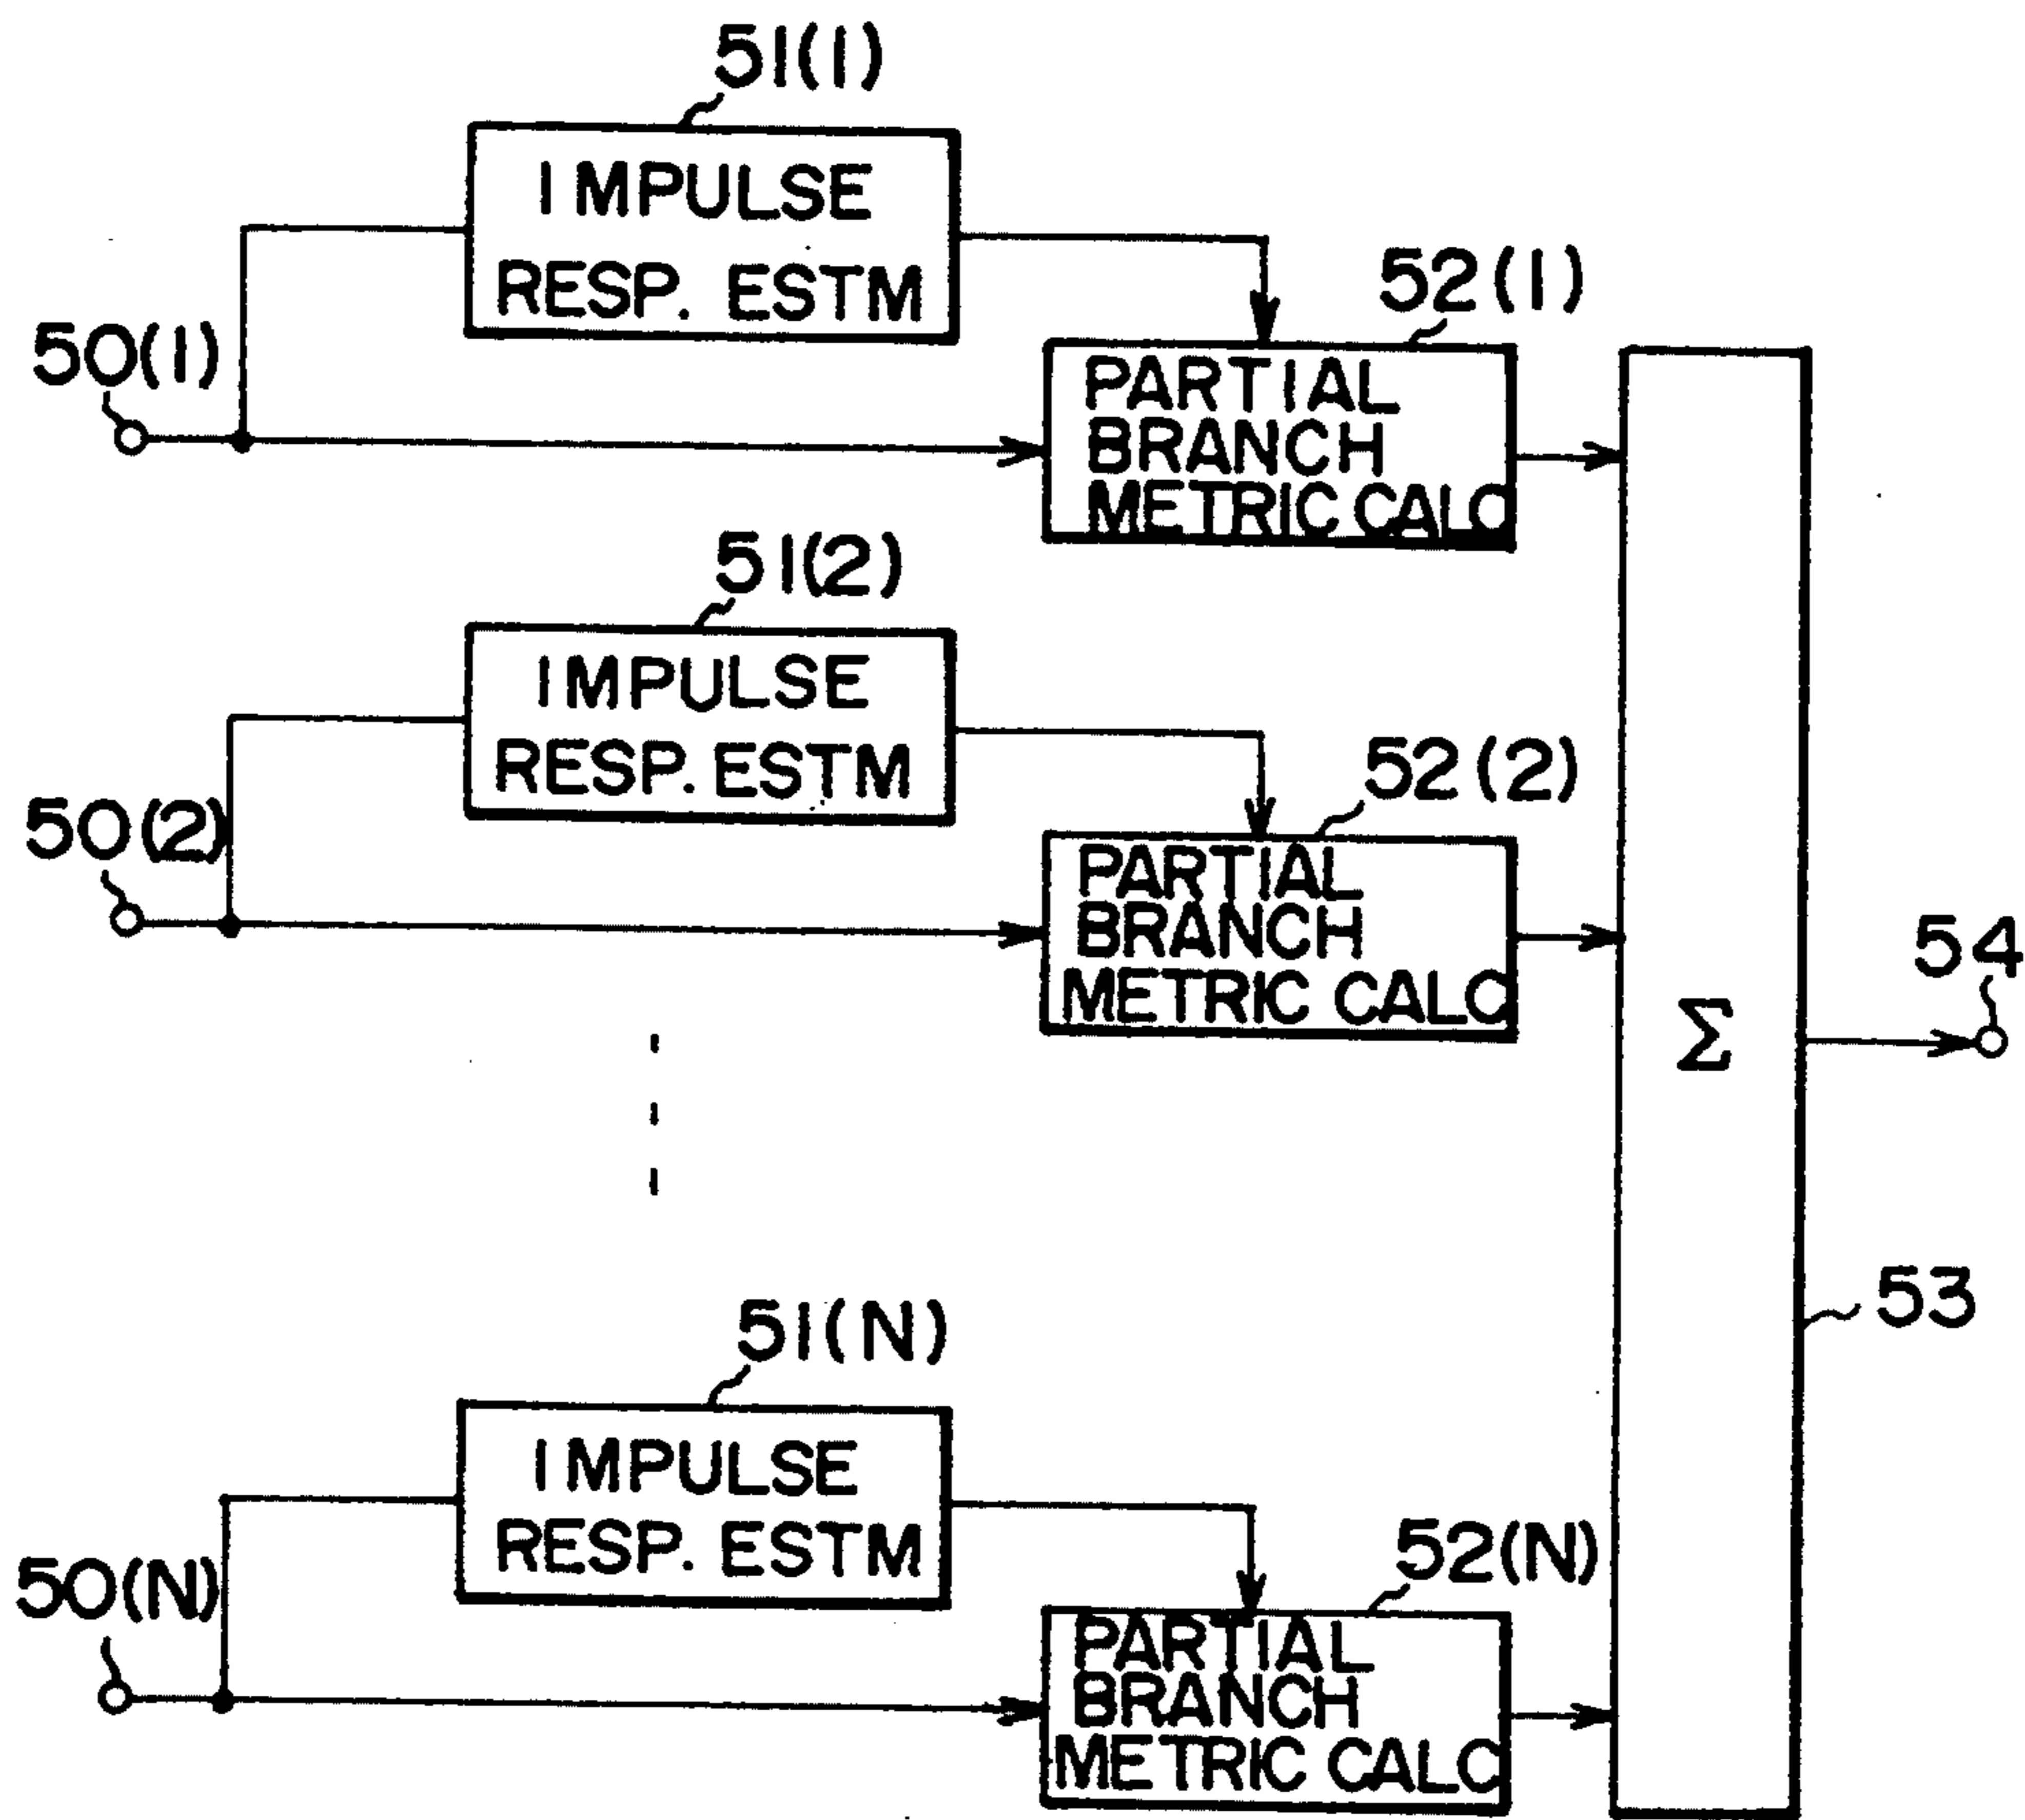 51(1)
IMPULSE
RESP. ESTM
52(1)
50(1)
PARTIAL
BRANCH
METRIC CALC
51(2)
IMPULSE
RESP. ESTM
52(2)
50(2)
PARTIAL
BRANCH
METRIC CALC
54
Σ
53
51(N)
IMPULSE
RESP. ESTM
52(N)
50(N)
PARTIAL
BRANCH
METRIC CALC